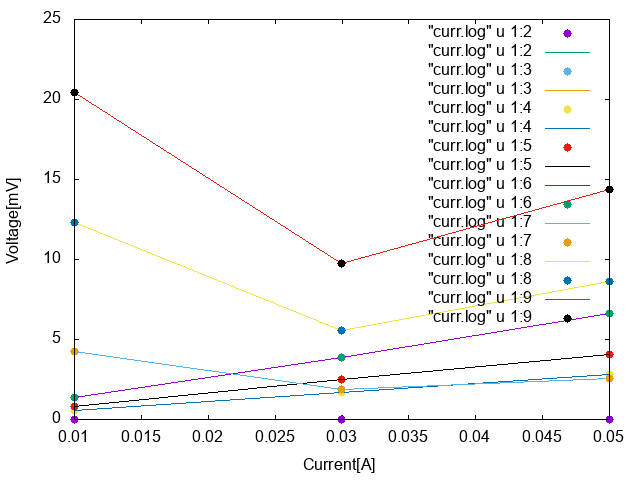 25
20
15
10
5
0
Voltage[mV]
"curr.log" u 1:2
"curr.log" u 1:2
"curr.log" u 1:3
"curr.log" u 1:3
"curr.log" u 1:4
"curr.log" u 1:4
"curr.log" u 1:5
"curr.log" u 1:5
"curr.log" u 1:6
"curr.log" u 1:6
"curr.log" u 1:7
"curr.log" u 1:7
"curr.log" u 1:8
"curr.log" u 1:8
"curr.log" u 1:9
"curr.log" u 1:9
0.01 0.015 0.02 0.025 0.03 0.035 0.04 0.045 0.05
Current[A]